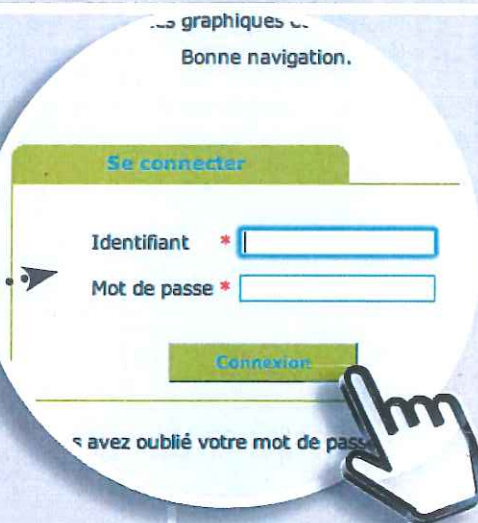 graphiques
Bonne navigation.
Se connecter
Identifiant *
Mot de passe *
Connexion
s avez oublié votre mot de pass